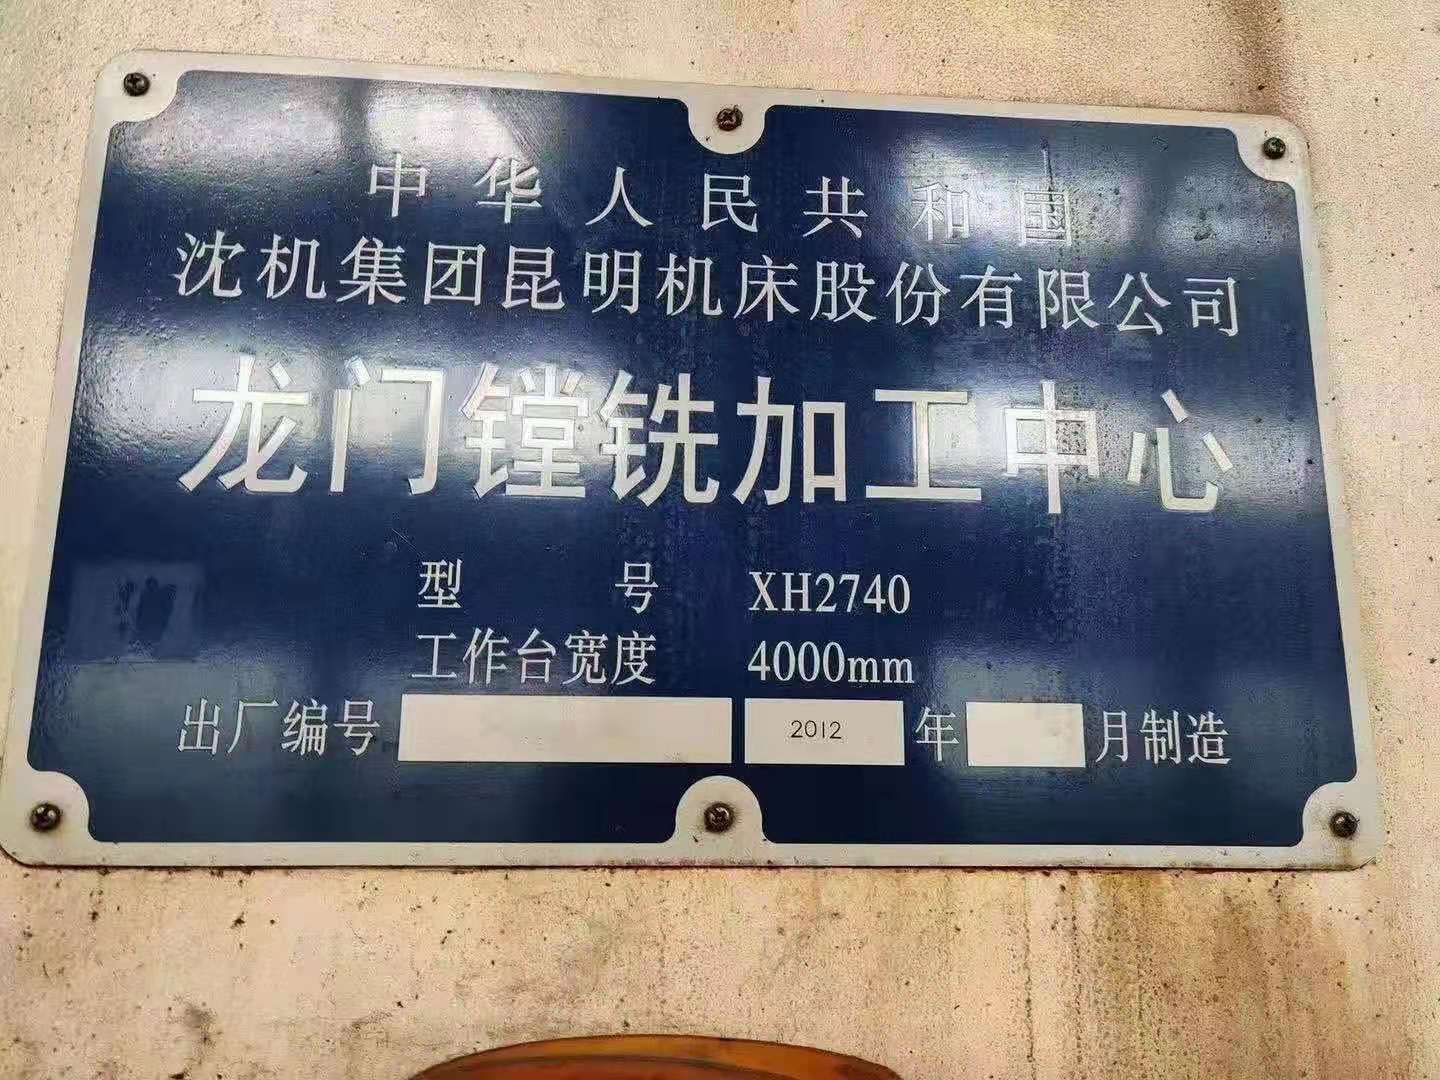 中华人民共和国
沈机集团昆明机床股份有限公司
龙门镗铣加工中心
型号 XH2740
工作台宽度 4000mm
出厂编号 2012 年 月制造